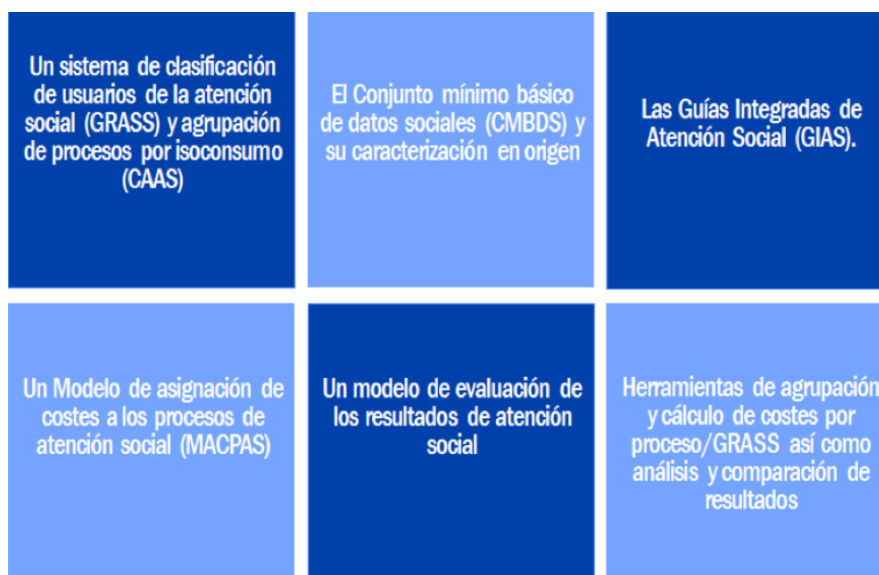 Un sistema de clasificación
de usuarios de la atención
social (GRASS) y agrupación
de procesos por isoconsumo
(CAAS)
El Conjunto mínimo básico
de datos sociales (CMBDS) y
su caracterización en origen
Las Guías Integradas de
Atención Social (GIAS).
Un Modelo de asignación de
costes a los procesos de
atención social (MACPAS)
Un modelo de evaluación de
los resultados de atención
social
Herramientas de agrupación
y cálculo de costes por
proceso/GRASS así como
análisis y comparación de
resultados